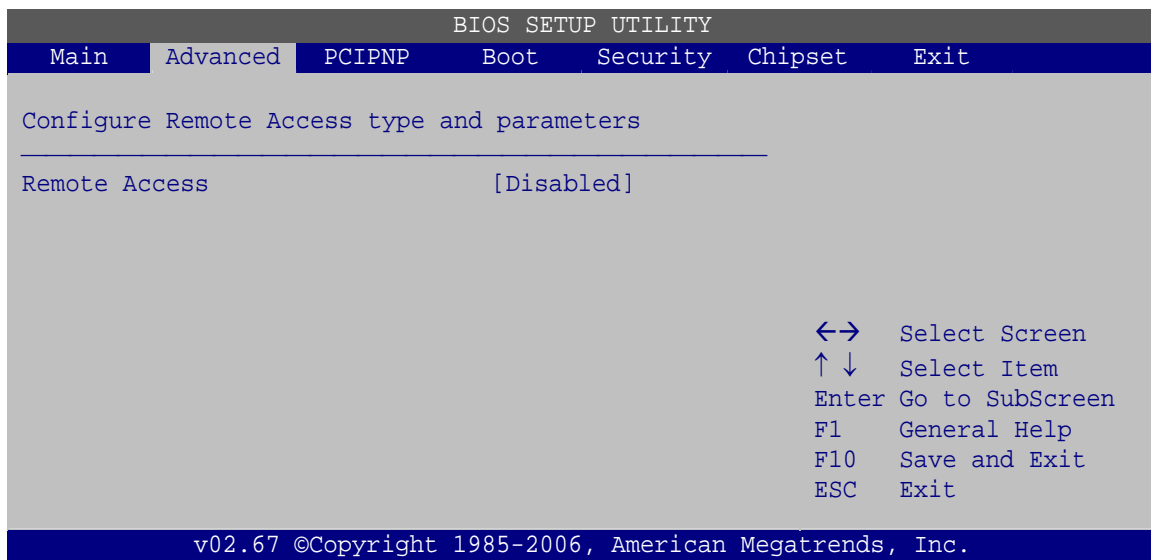 BIOS SETUP UTILITY
Main Advanced PCIPNP Boot Security Chipset Exit
Configure Remote Access type and parameters
Remote Access [Disabled]
←→ Select Screen
↑ ↓ Select Item
Enter Go to SubScreen
F1 General Help
F10 Save and Exit
ESC Exit
v02.67 ©Copyright 1985-2006, American Megatrends, Inc.